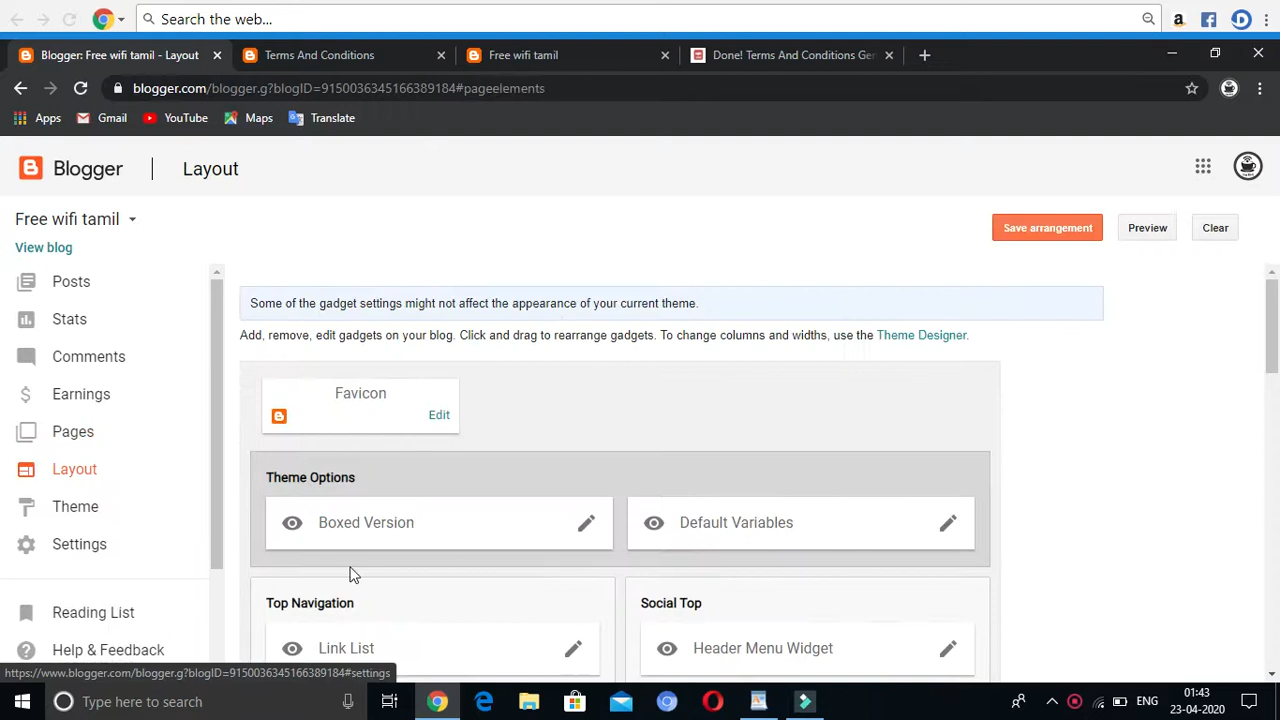 Search the web...
Blogger: Free wifi tamil - Layout
Terms And Conditions
Free wifi tamil
Done! Terms And Conditions Gen
blogger.com/blogger.g?blogID=9150036345166389184#pageelements
Apps
Gmail
YouTube
Maps
Translate
Blogger
Layout
Free wifi tamil
Save arrangement
Preview
Clear
View blog
Posts
Stats
Comments
Earnings
Pages
Layout
Theme
Settings
Reading List
Help & Feedback
Some of the gadget settings might not affect the appearance of your current theme.
Add, remove, edit gadgets on your blog. Click and drag to rearrange gadgets. To change columns and widths, use the Theme Designer.
Favicon
Edit
Theme Options
Boxed Version
Default Variables
Top Navigation
Social Top
Link List
Header Menu Widget
https://www.blogger.com/blogger.g?blogID=9150036345166389184#settings
Type here to search
ENG
01:43
23-04-2020